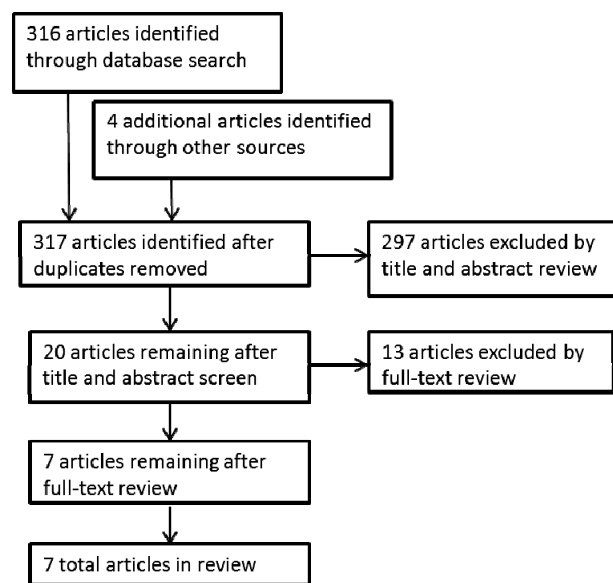 316 articles identified
through database search
4 additional articles identified
through other sources
317 articles identified after
duplicates removed
297 articles excluded by
title and abstract review
20 articles remaining after
title and abstract screen
13 articles excluded by
full-text review
7 articles remaining after
full-text review
7 total articles in review